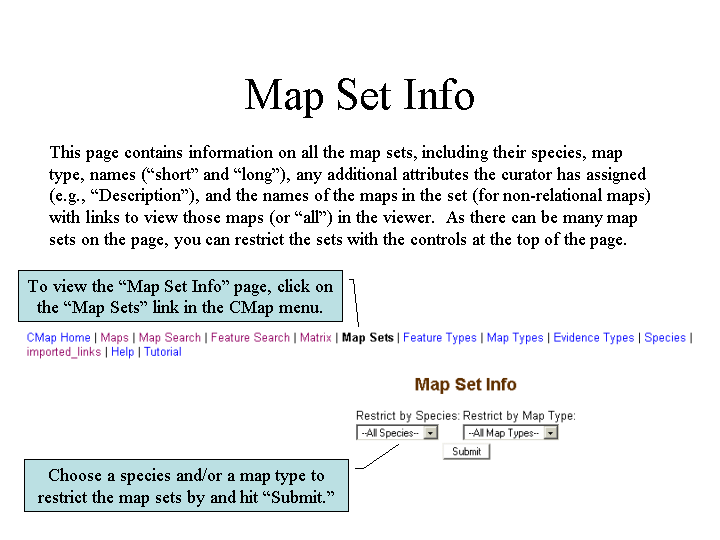 Map Set Info
This page contains information on all the map sets, including their species, map
type, names (“short” and “long”), any additional attributes the curator has assigned
(e.g., “Description”), and the names of the maps in the set (for non-relational maps)
with links to view those maps (or “all”) in the viewer.  As there can be many map
sets on the page, you can restrict the sets with the controls at the top of the page.
To view the “Map Set Info” page, click on
the “Map Sets” link in the CMap menu.
CMap Home | Maps | Map Search | Feature Search | Matrix | Map Sets | Feature Types | Map Types | Evidence Types | Species |
imported_links | Help | Tutorial
Map Set Info
Restrict by Species: Restrict by Map Type:
--All Species-- --All Map Types--
Submit
Choose a species and/or a map type to
restrict the map sets by and hit “Submit.”